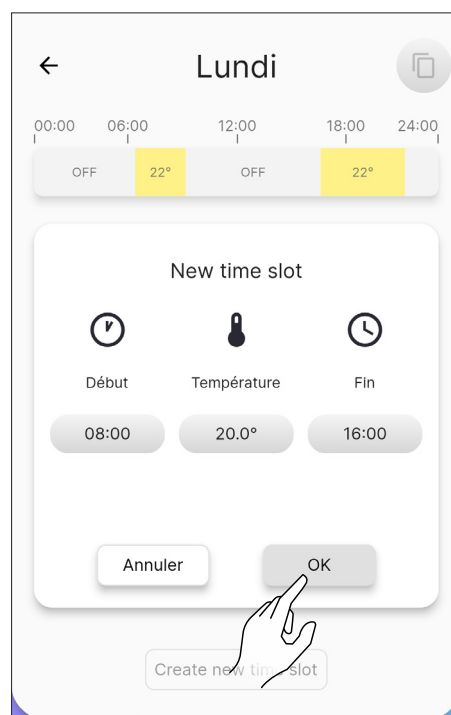 Lundi
00:00 06:00 12:00 18:00 24:00
OFF 22° OFF 22°
New time slot
Début Température Fin
08:00 20.0° 16:00
Annuler OK
Create new time slot